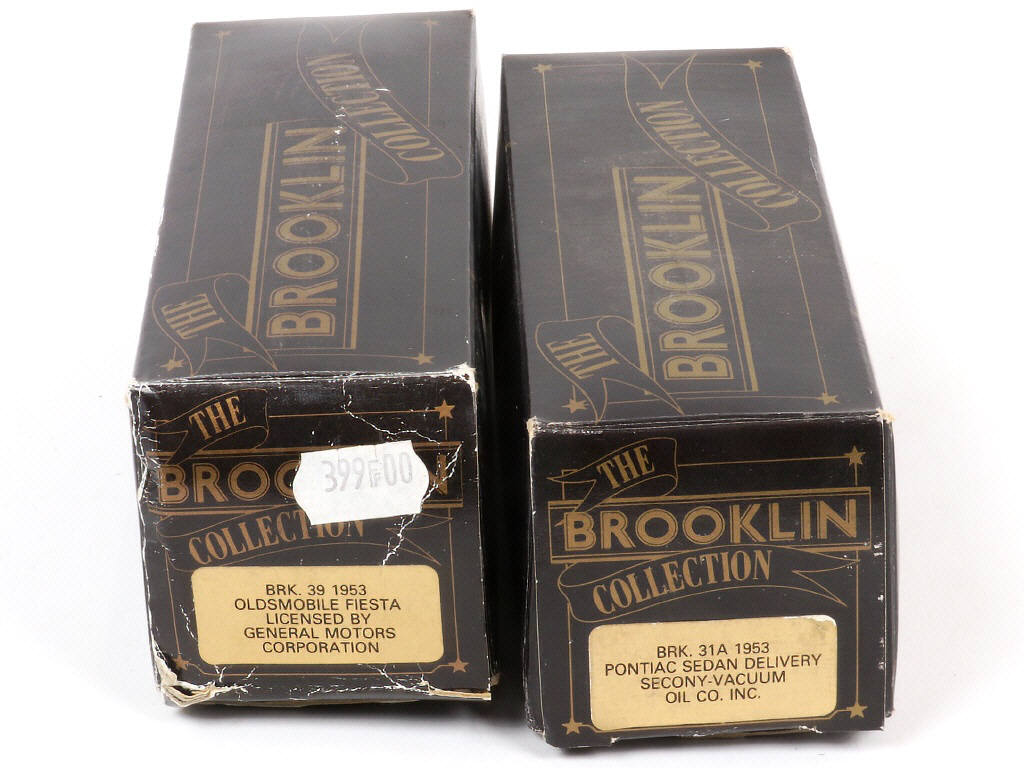 THE
BROOKLIN
COLLECTION
THE
BROOKLIN
COLLECTION
399F00
BRK. 39 1953
OLDSMOBILE FIESTA
LICENSED BY
GENERAL MOTORS
CORPORATION
THE
BROOKLIN
COLLECTION
THE
BROOKLIN
COLLECTION
BRK. 31A 1953
PONTIAC SEDAN DELIVERY
SECONY-VACUUM
OIL CO. INC.